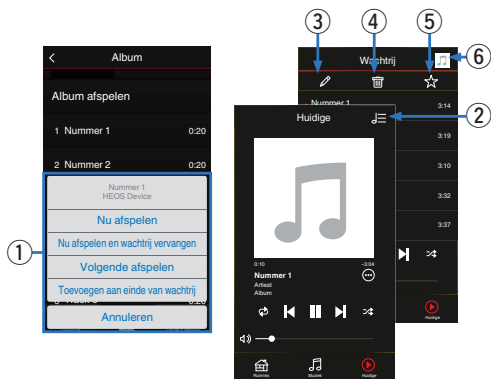 3
4
5
6
2
1
Album
Album afspelen
1 Nummer 1 0:20
2 Nummer 2 0:20
Nummer 1
HEOS Device
Nu afspelen
Nu afspelen en wachtrij vervangen
Volgende afspelen
Toevoegen aan einde van wachtrij
Annuleren
Wachtrij
Nummer 1 3:14
3:19
3:10
3:32
3:37
Huidige
Huidige
0:10 -3:04
Nummer 1
Artiest
Album
Ruimtes Muziek Huidige